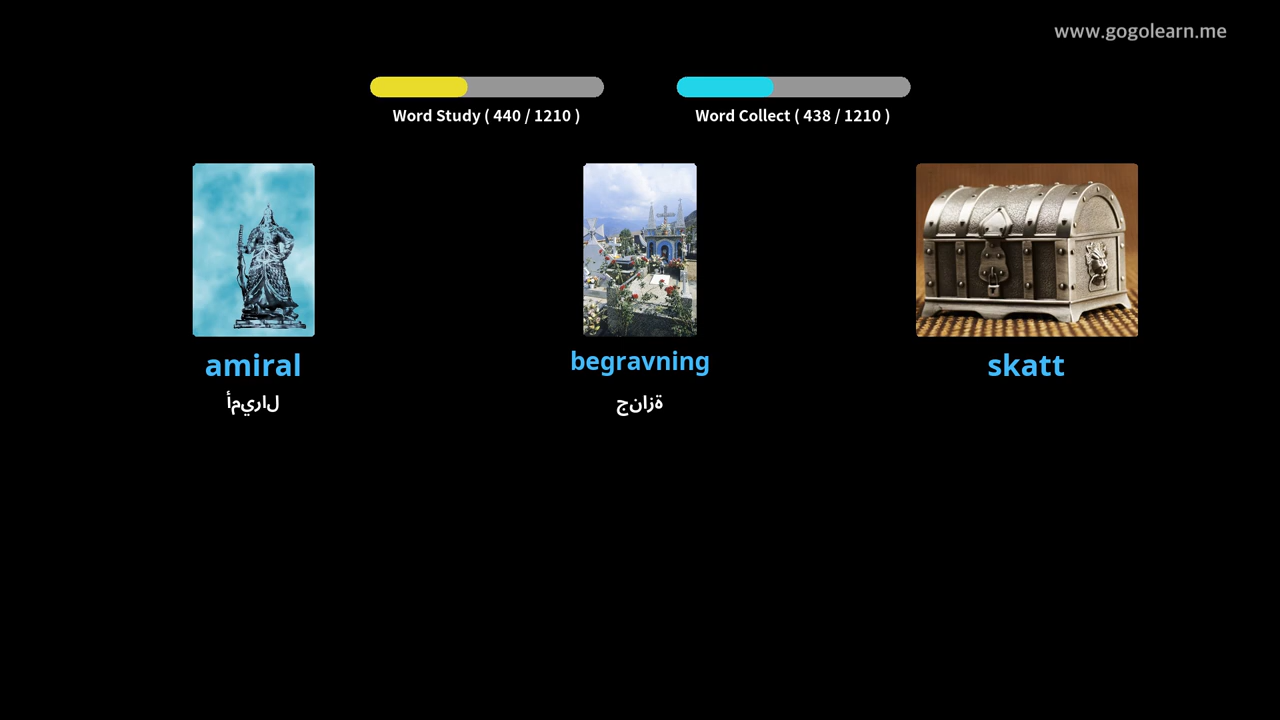 www.gogolearn.me
Word Study ( 440 / 1210 )
Word Collect ( 438 / 1210 )
amiral
begravning
skatt
أميرال
جنازة